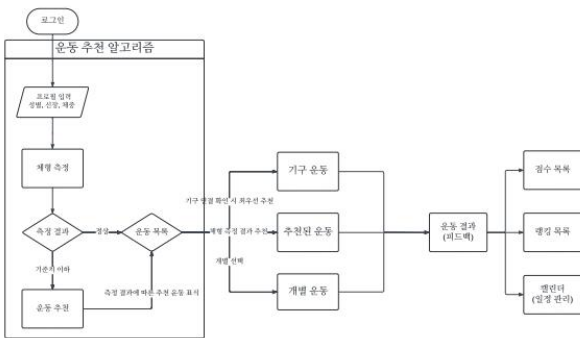 로그인
운동 추천 알고리즘
프로필 입력
성별, 신장, 체중
체형 측정
측정 결과
정상
운동 목록
기준치 이하
운동 추천
측정 결과에 따른 추천 운동 표시
기구 연결 확인 시 최우선 추천
체형 측정 결과 추천
개별 선택
기구 운동
추천된 운동
개별 운동
운동 결과
(피드백)
점수 목록
랭킹 목록
캘린더
(일정 관리)